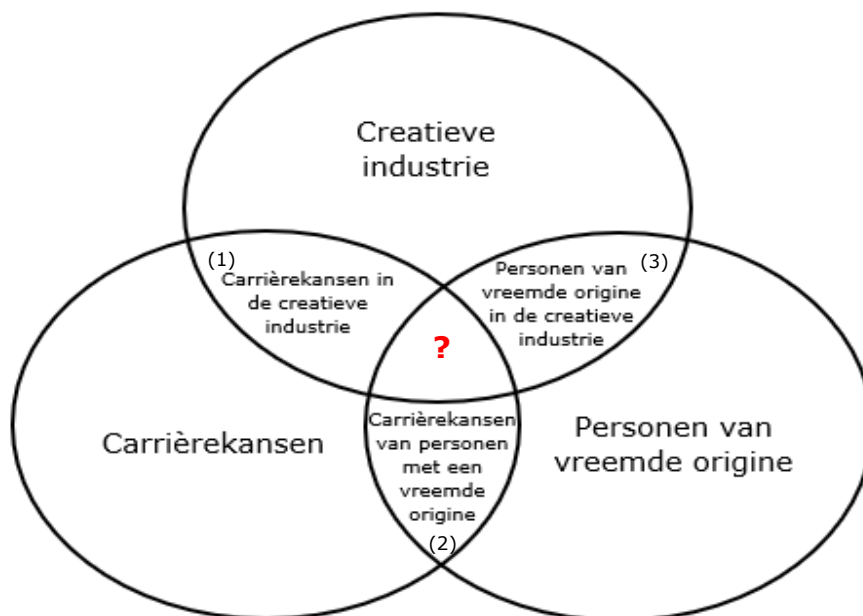 Creatieve
industrie
(1)
Carrièrekansen in
de creatieve
industrie
Personen van
vreemde origine
in de creatieve
industrie
(3)
?
Carrièrekansen
Carrièrekansen
van personen
met een
vreemde
origine
(2)
Personen van
vreemde origine